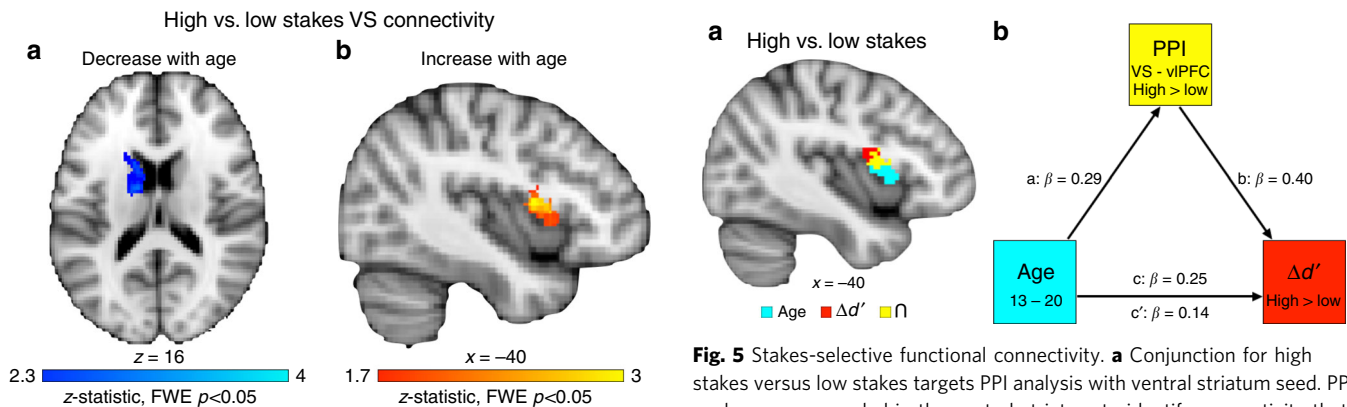 High vs. low stakes VS connectivity
a
Decrease with age
z = 16
2.3 4
z-statistic, FWE p<0.05
b
Increase with age
x = −40
1.7 3
z-statistic, FWE p<0.05
a
High vs. low stakes
x = −40
Age Δd′ ∩
b
PPI
VS - vlPFC
High > low
a: β = 0.29
b: β = 0.40
Age
13 – 20
c: β = 0.25
c′: β = 0.14
Δd′
High > low
Fig. 5 Stakes-selective functional connectivity. a Conjunction for high
stakes versus low stakes targets PPI analysis with ventral striatum seed. PP